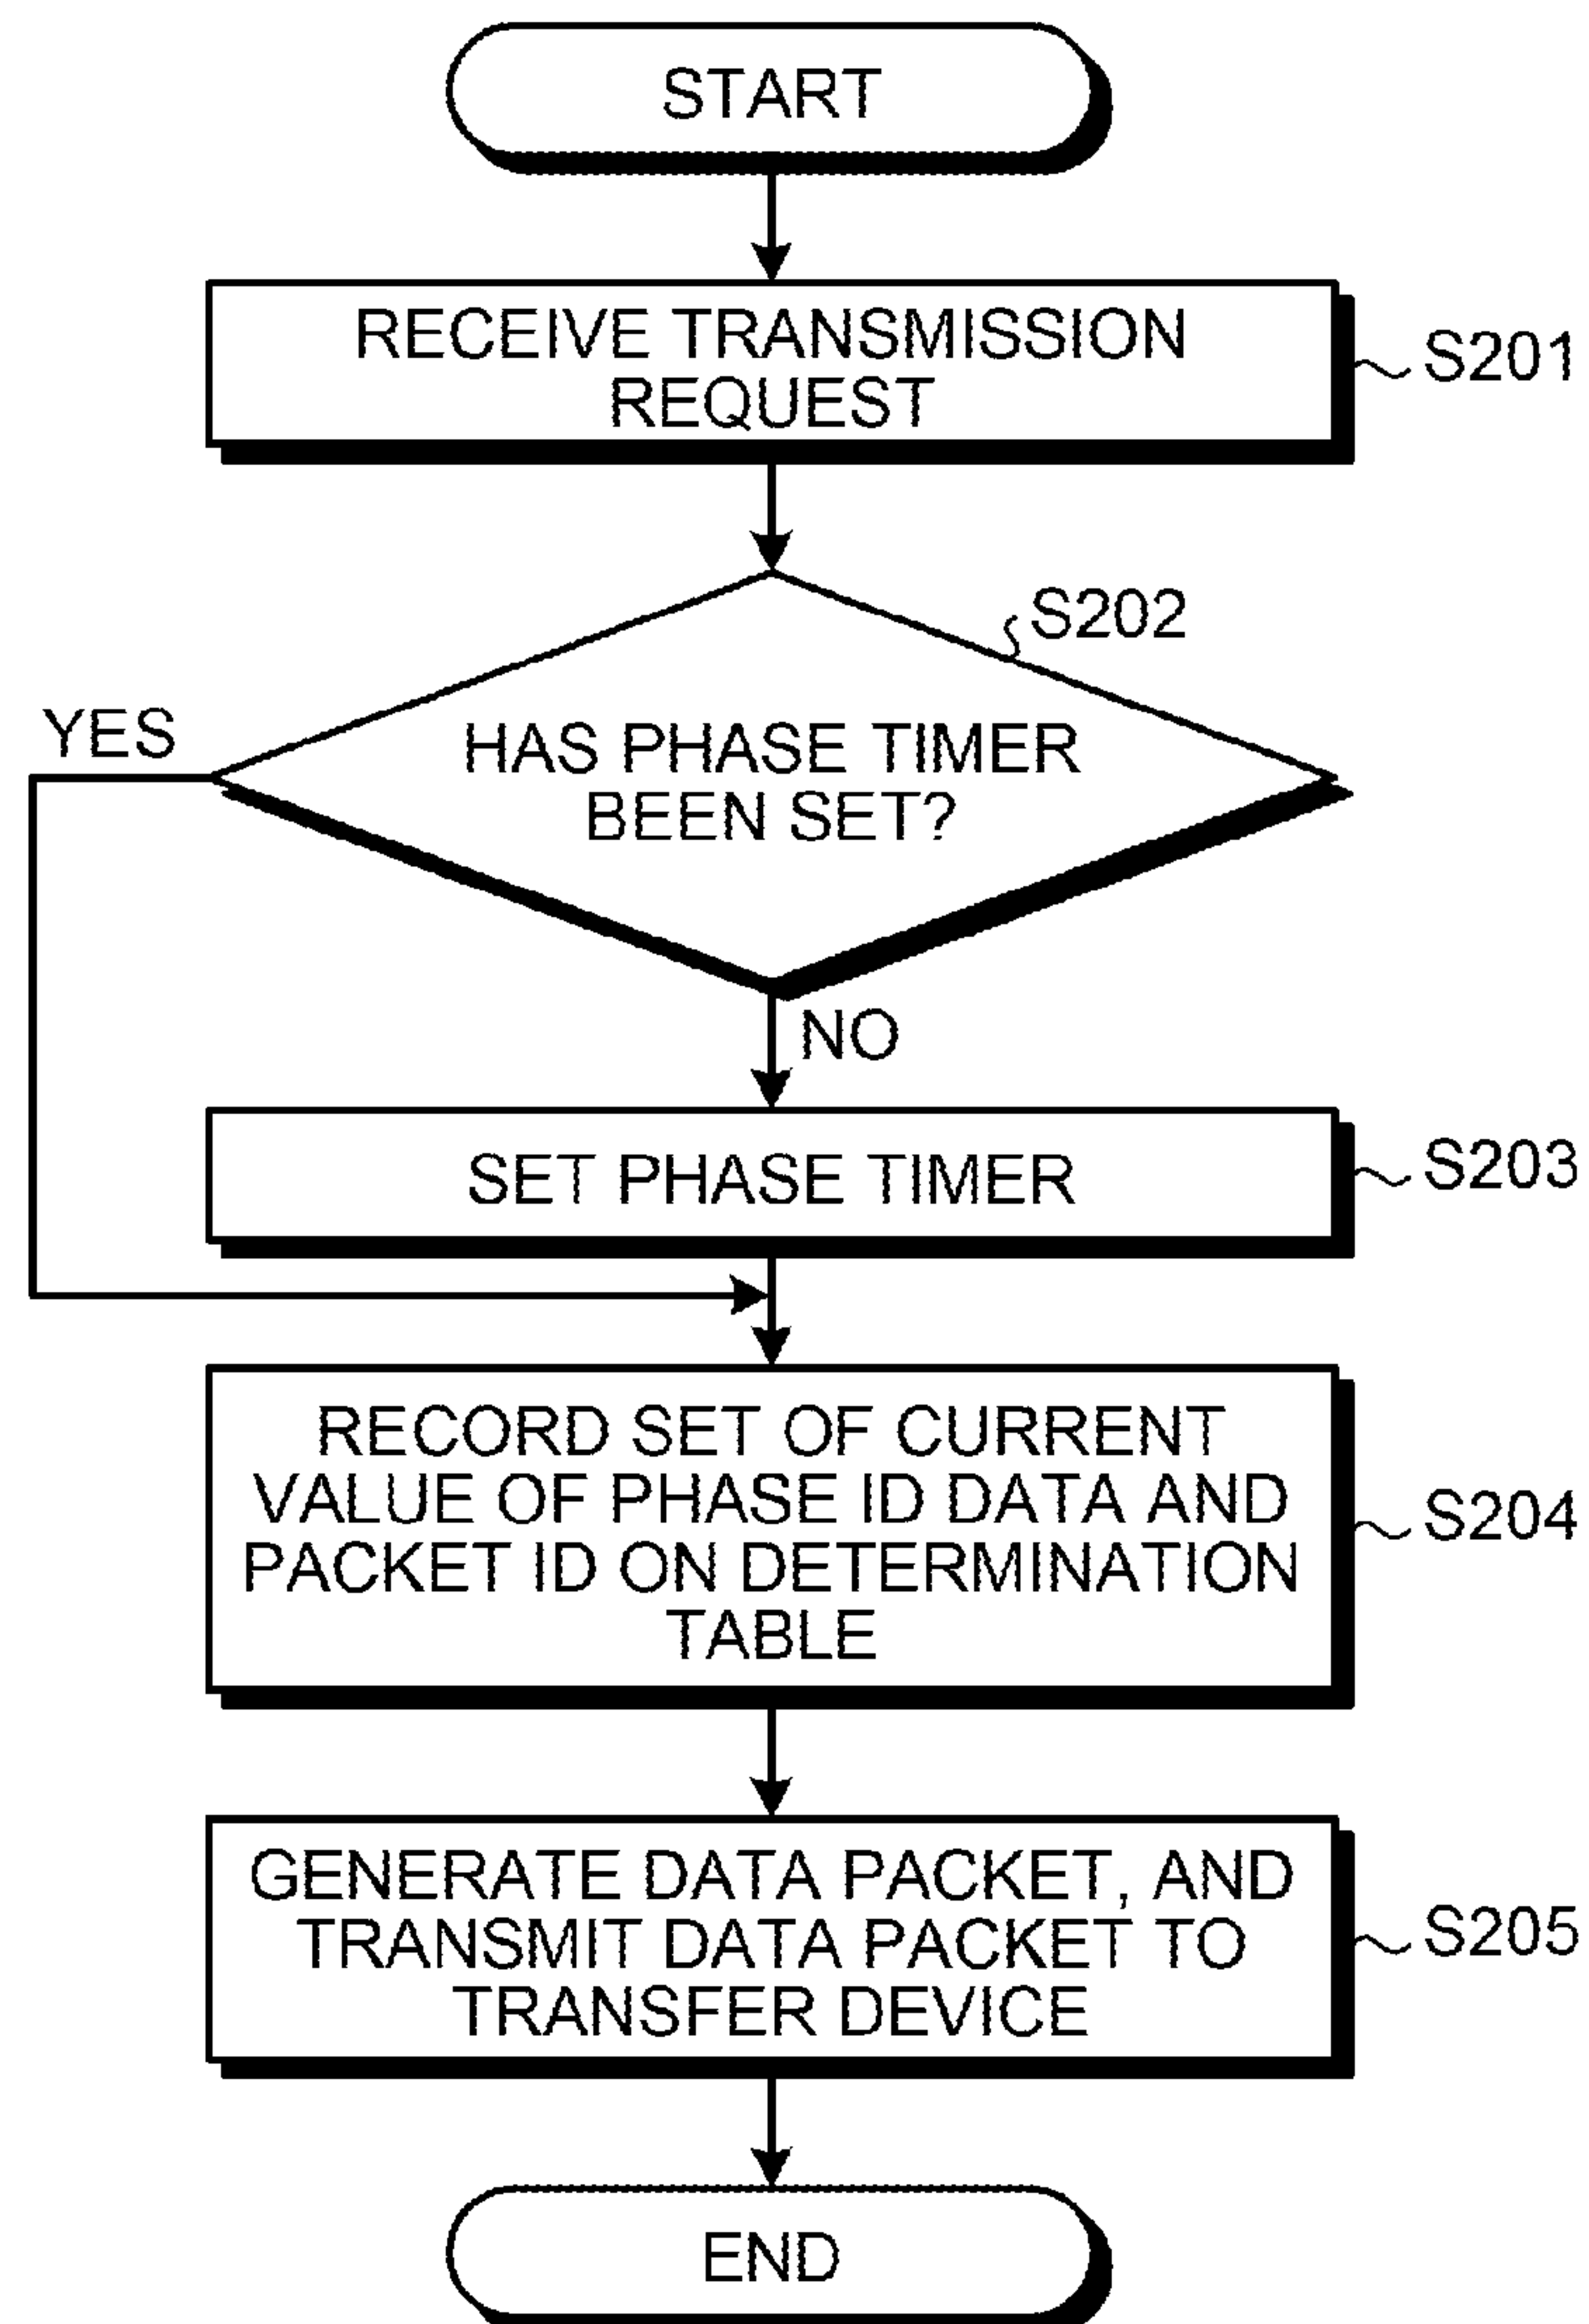 START
RECEIVE TRANSMISSION
REQUEST
S201
S202
HAS PHASE TIMER
BEEN SET?
YES
NO
SET PHASE TIMER
S203
RECORD SET OF CURRENT
VALUE OF PHASE ID DATA AND
PACKET ID ON DETERMINATION
TABLE
S204
GENERATE DATA PACKET, AND
TRANSMIT DATA PACKET TO
TRANSFER DEVICE
S205
END